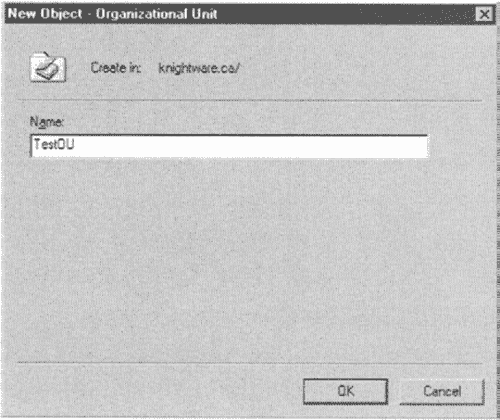 New Object - Organizational Unit
Create in: knightware.ca/
Name:
TestOU
OK Cancel